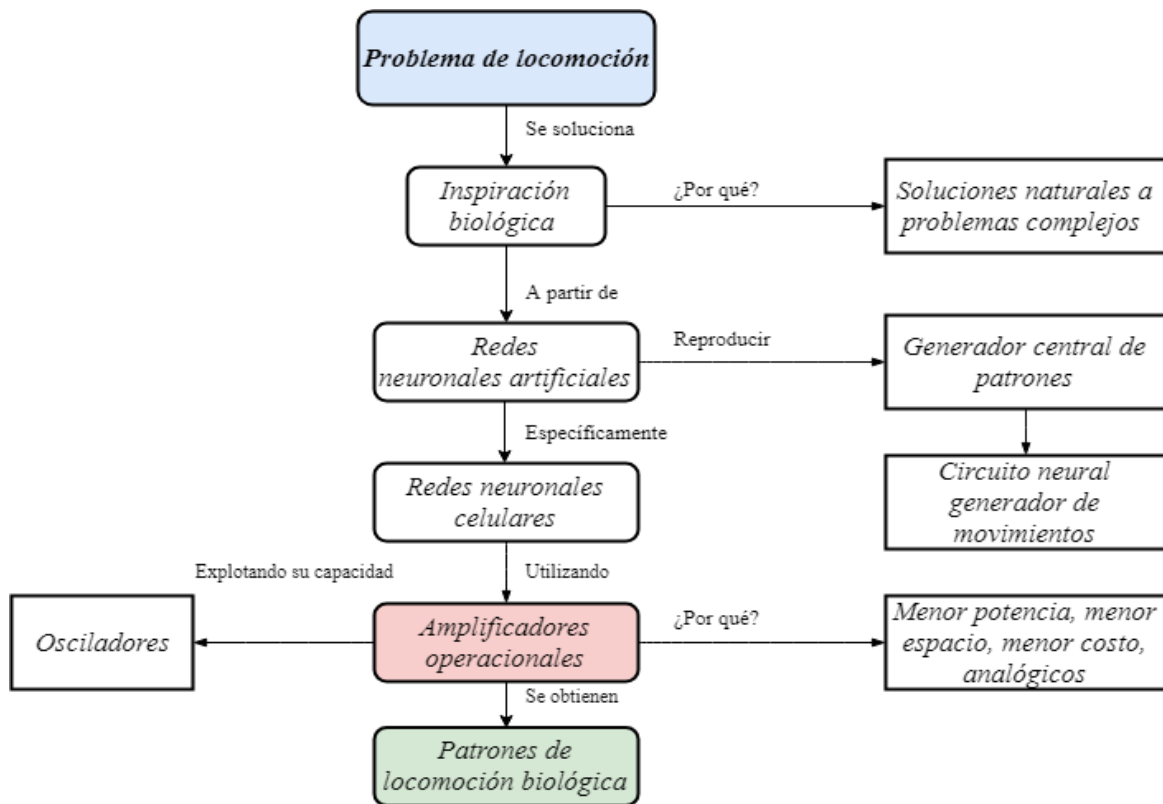 Problema de locomoción
Se soluciona
Inspiración
biológica
¿Por qué?
Soluciones naturales a
problemas complejos
A partir de
Redes
neuronales artificiales
Reproducir
Generador central de
patrones
Específicamente
Redes neuronales
celulares
Circuito neural
generador de
movimientos
Explotando su capacidad
Utilizando
Osciladores
Amplificadores
operacionales
¿Por qué?
Menor potencia, menor
espacio, menor costo,
analógicos
Se obtienen
Patrones de
locomoción biológica